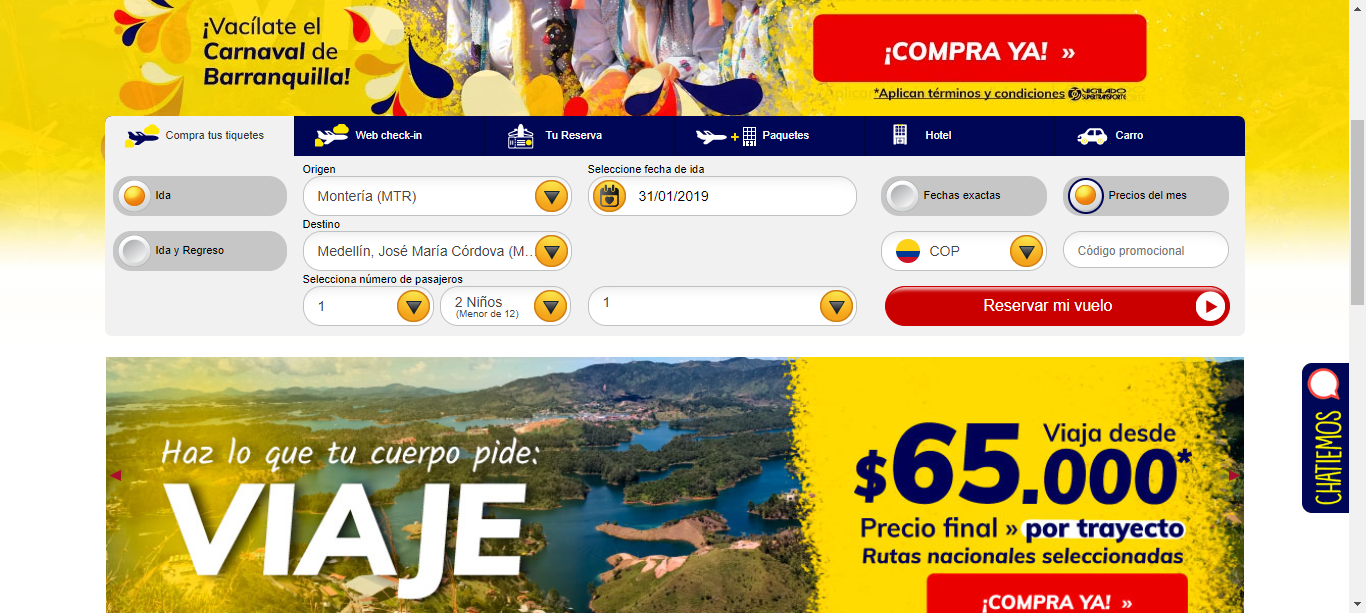 ¡Vacílate el
Carnaval de
Barranquilla!
¡COMPRA YA! »
*Aplican términos y condiciones
VIGILADO
SUPERTRANSPORTE
Compra tus tiquetes
Web check-in
Tu Reserva
Paquetes
Hotel
Carro
Ida
Ida y Regreso
Origen
Montería (MTR)
Destino
Medellín, José María Córdova (M...
Selecciona número de pasajeros
1
2 Niños
(Menor de 12)
1
Seleccione fecha de ida
31/01/2019
Fechas exactas
Precios del mes
COP
Código promocional
Reservar mi vuelo
Haz lo que tu cuerpo pide:
VIAJE
Viaja desde
$65.000*
Precio final » por trayecto
Rutas nacionales seleccionadas
¡COMPRA YA! »
CHATIEMOS